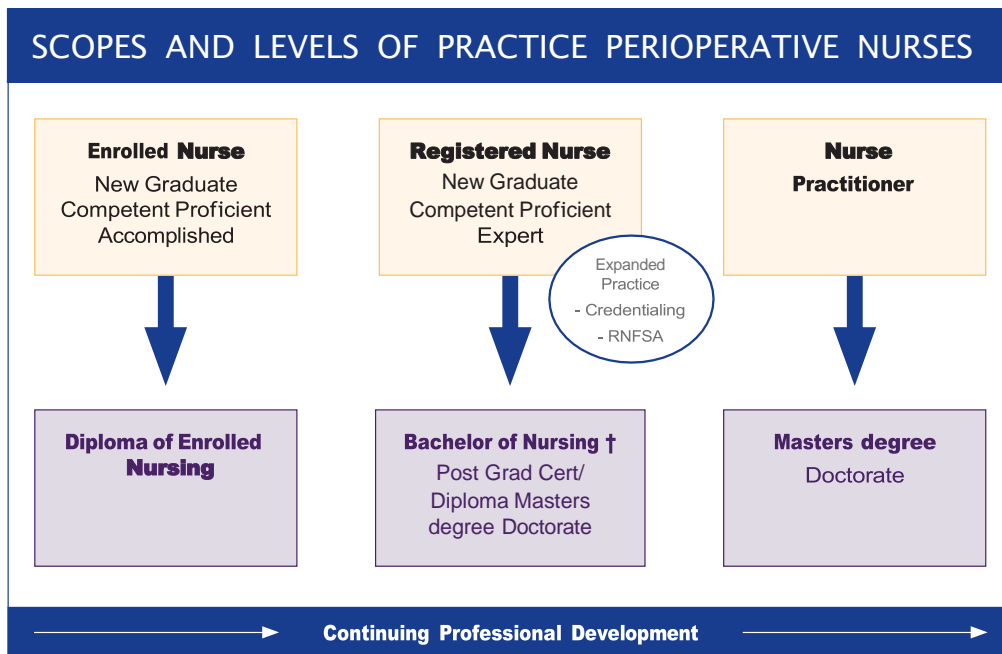 SCOPES AND LEVELS OF PRACTICE PERIOPERATIVE NURSES
Enrolled Nurse
New Graduate
Competent Proficient
Accomplished
Registered Nurse
New Graduate
Competent Proficient
Expert
Expanded
Practice
- Credentialing
- RNFSA
Nurse
Practitioner
Diploma of Enrolled
Nursing
Bachelor of Nursing †
Post Grad Cert/
Diploma Masters
degree Doctorate
Masters degree
Doctorate
Continuing Professional Development